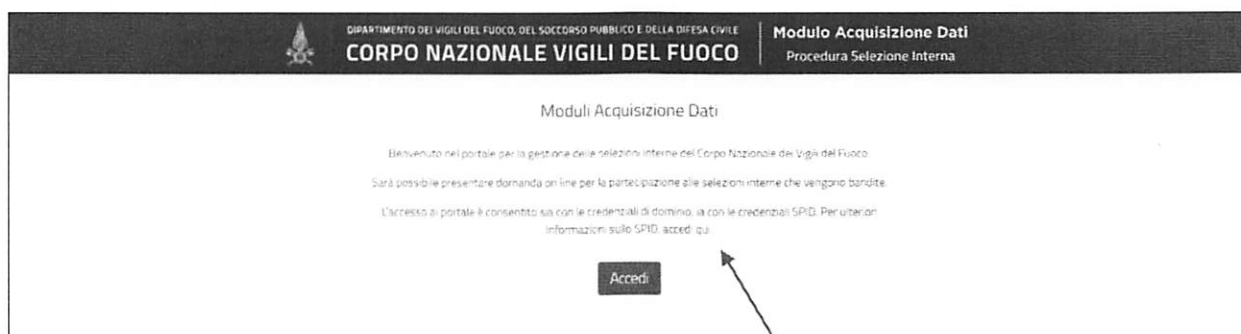 DIPARTIMENTO DEI VIGILI DEL FUOCO, DEL SOCCORSO PUBBLICO E DELLA DIFESA CIVILE
CORPO NAZIONALE VIGILI DEL FUOCO
Modulo Acquisizione Dati
Procedura Selezione Interna
Moduli Acquisizione Dati
Benvenuto nel portale per la gestione delle selezioni interne del Corpo Nazionale dei Vigili del Fuoco.
Sarà possibile presentare domanda on line per la partecipazione alle selezioni interne che vengono bandite.
L'accesso al portale è consentito sia con le credenziali di dominio, sia con le credenziali SPID. Per ulteriori
informazioni sullo SPID, accedi qui
Accedi